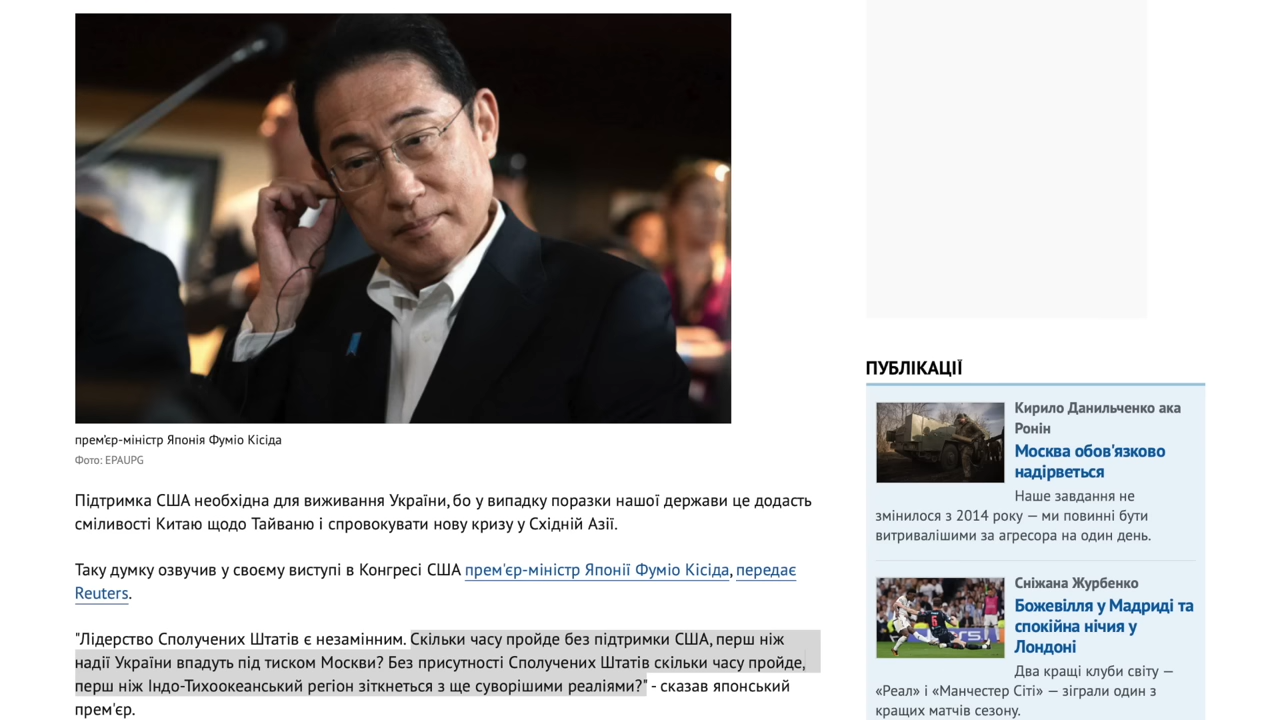 прем'єр-міністр Японія Фуміо Кісіда
Фото: EPAUPG
Підтримка США необхідна для виживання України, бо у випадку поразки нашої держави це додасть
сміливості Китаю щодо Тайваню і спровокувати нову кризу у Східній Азії.
Таку думку озвучив у своєму виступі в Конгресі США прем'єр-міністр Японії Фуміо Кісіда, передає
Reuters.
"Лідерство Сполучених Штатів є незамінним. Скільки часу пройде без підтримки США, перш ніж
надії України впадуть під тиском Москви? Без присутності Сполучених Штатів скільки часу пройде,
перш ніж Індо-Тихоокеанський регіон зіткнеться з ще суворішими реаліями?" - сказав японський
прем'єр.
ПУБЛІКАЦІЇ
Кирило Данильченко ака
Ронін
Москва обов'язково
надірветься
Наше завдання не
змінилося з 2014 року — ми повинні бути
витривалішими за агресора на один день.
Сніжана Журбенко
Божевілля у Мадриді та
спокійна нічия у
Лондоні
Два кращі клуби світу —
«Реал» і «Манчестер Сіті» — зіграли один з
кращих матчів сезону.